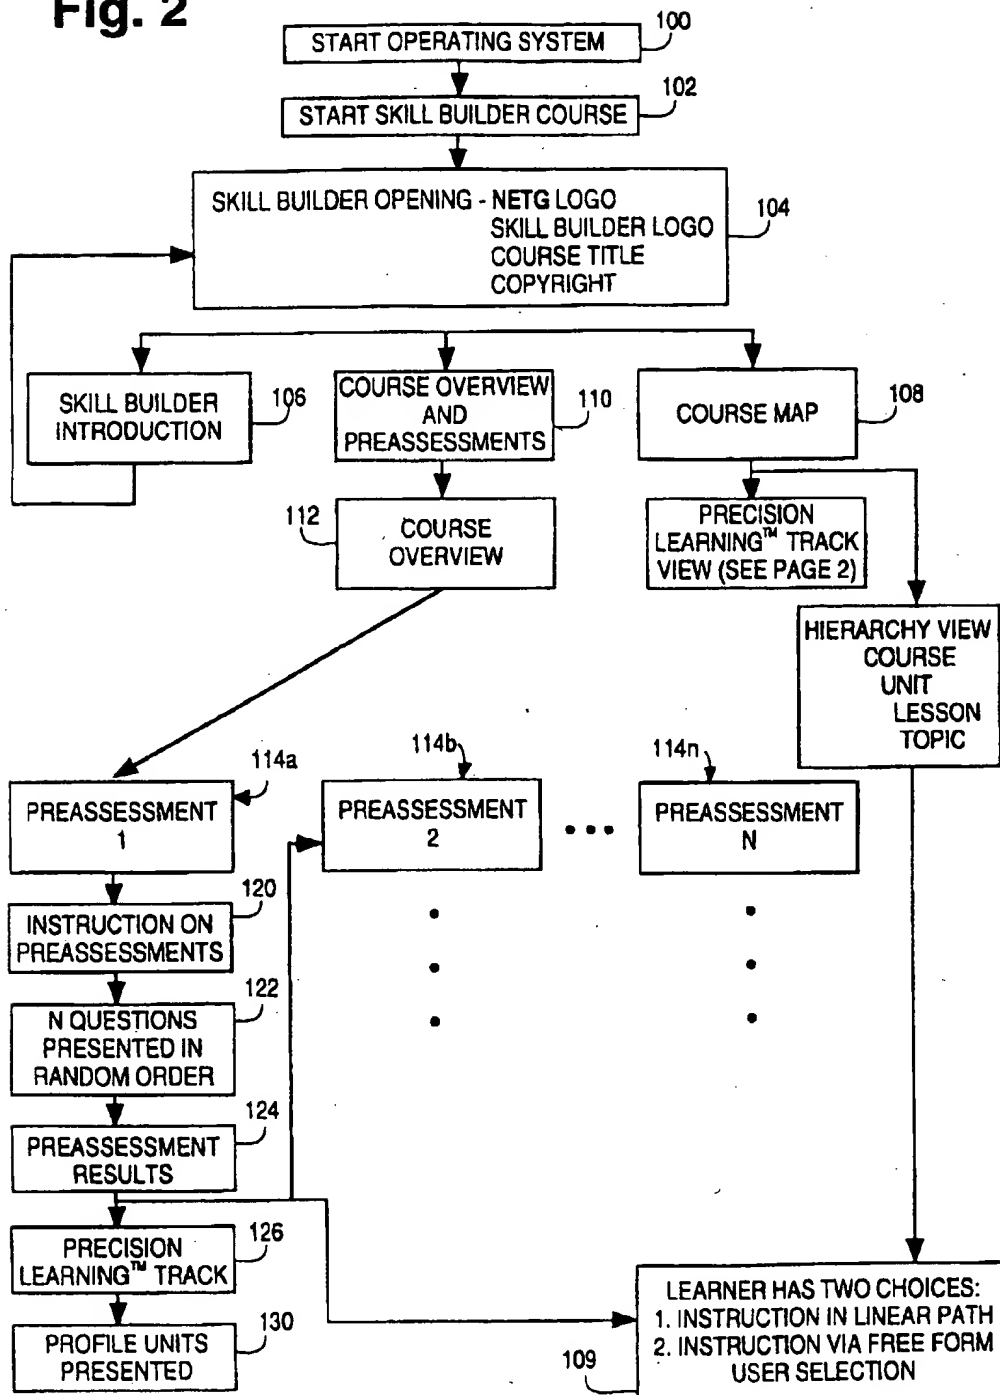 Fig. 2
START OPERATING SYSTEM
100
START SKILL BUILDER COURSE
102
SKILL BUILDER OPENING - NETG LOGO
SKILL BUILDER LOGO
COURSE TITLE
COPYRIGHT
104
SKILL BUILDER
INTRODUCTION
106
COURSE OVERVIEW
AND
PREASSESSMENTS
110
COURSE MAP
108
112
COURSE
OVERVIEW
PRECISION
LEARNING™ TRACK
VIEW (SEE PAGE 2)
HIERARCHY VIEW
COURSE
UNIT
LESSON
TOPIC
114a
PREASSESSMENT
1
114b
PREASSESSMENT
2
114n
PREASSESSMENT
N
120
INSTRUCTION ON
PREASSESSMENTS
122
N QUESTIONS
PRESENTED IN
RANDOM ORDER
124
PREASSESSMENT
RESULTS
126
PRECISION
LEARNING™ TRACK
130
PROFILE UNITS
PRESENTED
LEARNER HAS TWO CHOICES:
1. INSTRUCTION IN LINEAR PATH
2. INSTRUCTION VIA FREE FORM
USER SELECTION
109